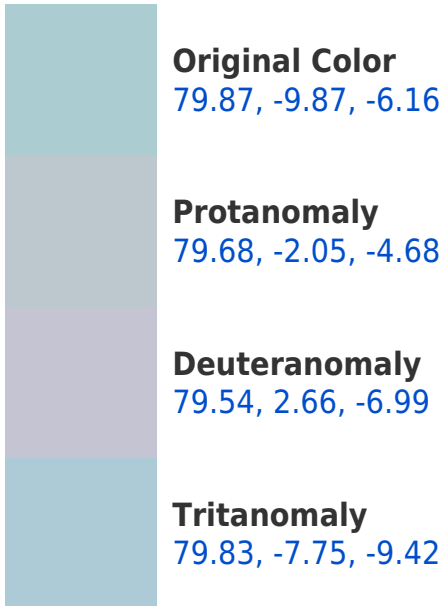 Original Color
79.87, -9.87, -6.16
Protanomaly
79.68, -2.05, -4.68
Deuteranomaly
79.54, 2.66, -6.99
Tritanomaly
79.83, -7.75, -9.42